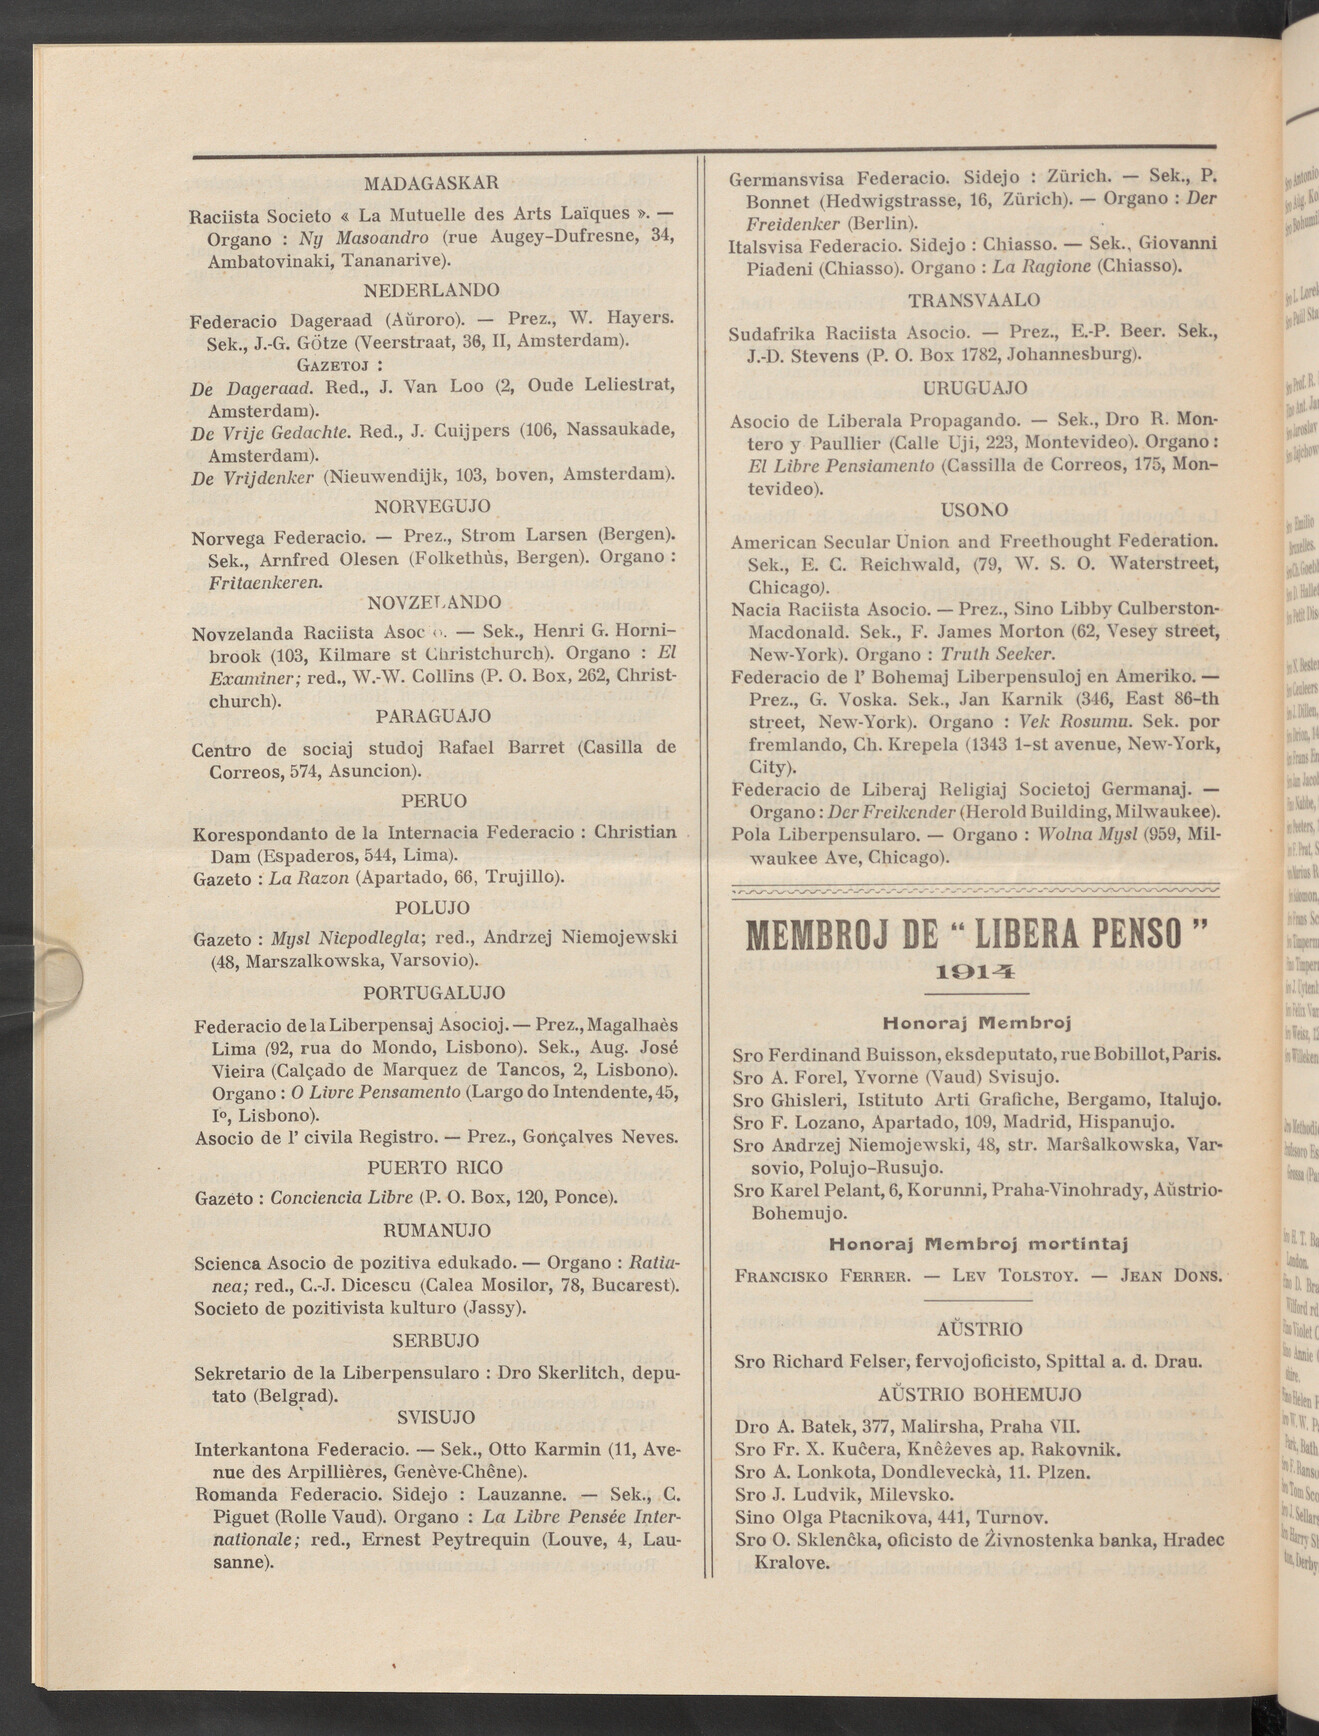 MADAGASKAR
Raciista Societo « La Mutuelle des Arts Laïques ». —
Organo : Ny Masoandro (rue Augey-Dufresne, 34,
Ambatovinaki, Tananarive).
NEDERLANDO
Federacio Dageraad (Aŭroro). — Prez., W. Hayers.
Sek., J.-G. Götze (Veerstraat, 36, II, Amsterdam).
GAZETOJ :
De Dageraad. Red., J. Van Loo (2, Oude Leliestrat,
Amsterdam).
De Vrije Gedachte. Red., J. Cuijpers (106, Nassaukade,
Amsterdam).
De Vrijdenker (Nieuwendijk, 103, boven, Amsterdam).
NORVEGUJO
Norvega Federacio. — Prez., Strom Larsen (Bergen).
Sek., Arnfred Olesen (Folkethùs, Bergen). Organo :
Fritaenkeren.
NOVZELANDO
Novzelanda Raciista Asoc o. — Sek., Henri G. Horni-
brook (103, Kilmare st Christchurch). Organo : El
Examiner; red., W.-W. Collins (P. O. Box, 262, Christ-
church).
PARAGUAJO
Centro de sociaj studoj Rafael Barret (Casilla de
Correos, 574, Asuncion).
PERUO
Korespondanto de la Internacia Federacio : Christian
Dam (Espaderos, 544, Lima).
Gazeto : La Razon (Apartado, 66, Trujillo).
POLUJO
Gazeto : Mysl Niepodlegla; red., Andrzej Niemojewski
(48, Marszalkowska, Varsovio).
PORTUGALUJO
Federacio de la Liberpensaj Asocioj. — Prez., Magalhaès
Lima (92, rua do Mondo, Lisbono). Sek., Aug. José
Vieira (Calçado de Marquez de Tancos, 2, Lisbono).
Organo : O Livre Pensamento (Largo do Intendente, 45,
Iº, Lisbono).
Asocio de l' civila Registro. — Prez., Gonçalves Neves.
PUERTO RICO
Gazeto : Conciencia Libre (P. O. Box, 120, Ponce).
RUMANUJO
Scienca Asocio de pozitiva edukado. — Organo : Ratiu-
nea; red., C.-J. Dicescu (Calea Mosilor, 78, Bucarest).
Societo de pozitivista kulturo (Jassy).
SERBUJO
Sekretario de la Liberpensularo : Dro Skerlitch, depu-
tato (Belgrad).
SVISUJO
Interkantona Federacio. — Sek., Otto Karmin (11, Ave-
nue des Arpillières, Genève-Chêne).
Romanda Federacio. Sidejo : Lauzanne. — Sek., C.
Piguet (Rolle Vaud). Organo : La Libre Pensée Inter-
nationale; red., Ernest Peytrequin (Louve, 4, Lau-
sanne).
Germansvisa Federacio. Sidejo : Zürich. — Sek., P.
Bonnet (Hedwigstrasse, 16, Zürich). — Organo : Der
Freidenker (Berlin).
Italsvisa Federacio. Sidejo : Chiasso. — Sek., Giovanni
Piadeni (Chiasso). Organo : La Ragione (Chiasso).
TRANSVAALO
Sudafrika Raciista Asocio. — Prez., E.-P. Beer. Sek.,
J.-D. Stevens (P. O. Box 1782, Johannesburg).
URUGUAJO
Asocio de Liberala Propagando. — Sek., Dro R. Mon-
tero y Paullier (Calle Uji, 223, Montevideo). Organo :
El Libre Pensiamento (Cassilla de Correos, 175, Mon-
tevideo).
USONO
American Secular Union and Freethought Federation.
Sek., E. C. Reichwald, (79, W. S. O. Waterstreet,
Chicago).
Nacia Raciista Asocio. — Prez., Sino Libby Culberston-
Macdonald. Sek., F. James Morton (62, Vesey street,
New-York). Organo : Truth Seeker.
Federacio de l' Bohemaj Liberpensuloj en Ameriko. —
Prez., G. Voska. Sek., Jan Karnik (346, East 86-th
street, New-York). Organo : Vek Rosumu. Sek. por
fremlando, Ch. Krepela (1343 1-st avenue, New-York,
City).
Federacio de Liberaj Religiaj Societoj Germanaj. —
Organo : Der Freikender (Herold Building, Milwaukee).
Pola Liberpensularo. — Organo : Wolna Mysl (959, Mil-
waukee Ave, Chicago).
MEMBROJ DE “ LIBERA PENSO ”
1914
Honoraj Membroj
Sro Ferdinand Buisson, eksdeputato, rue Bobillot, Paris.
Sro A. Forel, Yvorne (Vaud) Svisujo.
Sro Ghisleri, Istituto Arti Grafiche, Bergamo, Italujo.
Sro F. Lozano, Apartado, 109, Madrid, Hispanujo.
Sro Andrzej Niemojewski, 48, str. Marŝalkowska, Var-
sovio, Polujo-Rusujo.
Sro Karel Pelant, 6, Korunni, Praha-Vinohrady, Aŭstrio-
Bohemujo.
Honoraj Membroj mortintaj
FRANCISKO FERRER. — LEV TOLSTOY. — JEAN DONS.
AŬSTRIO
Sro Richard Felser, fervojoficisto, Spittal a. d. Drau.
AŬSTRIO BOHEMUJO
Dro A. Batek, 377, Malirsha, Praha VII.
Sro Fr. X. Kuĉera, Knêẑeves ap. Rakovnik.
Sro A. Lonkota, Dondleveckà, 11. Plzen.
Sro J. Ludvik, Milevsko.
Sino Olga Ptacnikova, 441, Turnov.
Sro O. Sklenĉka, oficisto de Živnostenka banka, Hradec
Kralove.